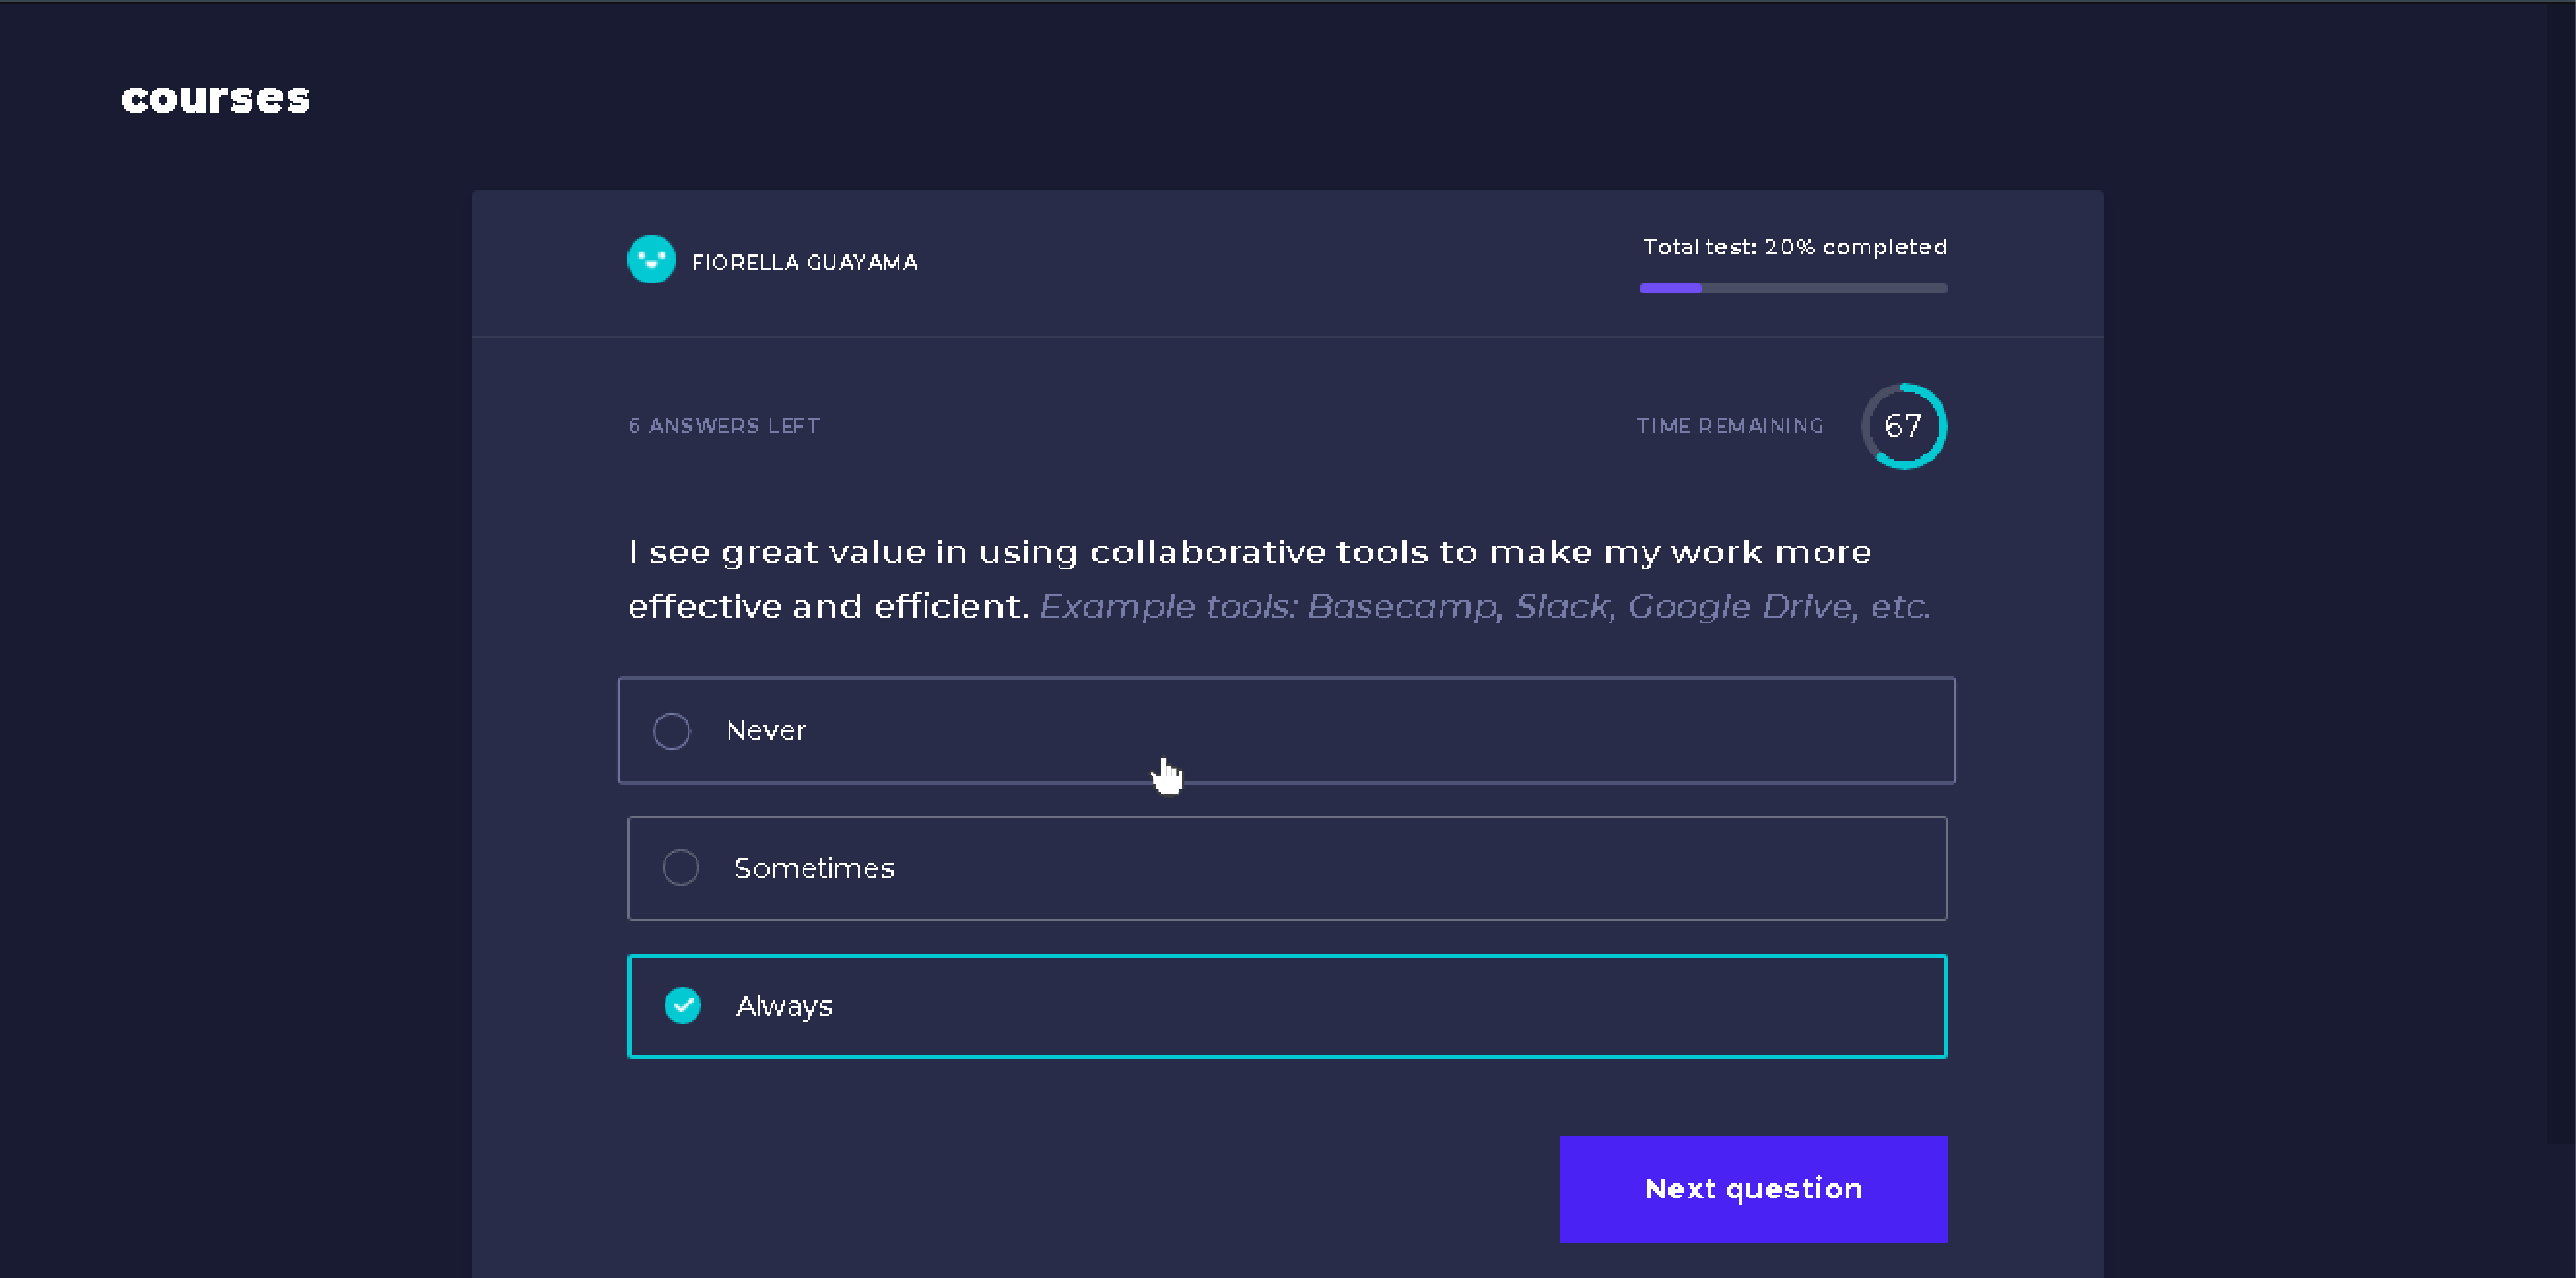 courses
FIORELLA GUAYAMA
Total test: 20% completed
6 ANSWERS LEFT
TIME REMAINING
67
I see great value in using collaborative tools to make my work more
effective and efficient. Example tools: Basecamp, Slack, Google Drive, etc.
Never
Sometimes
Always
Next question